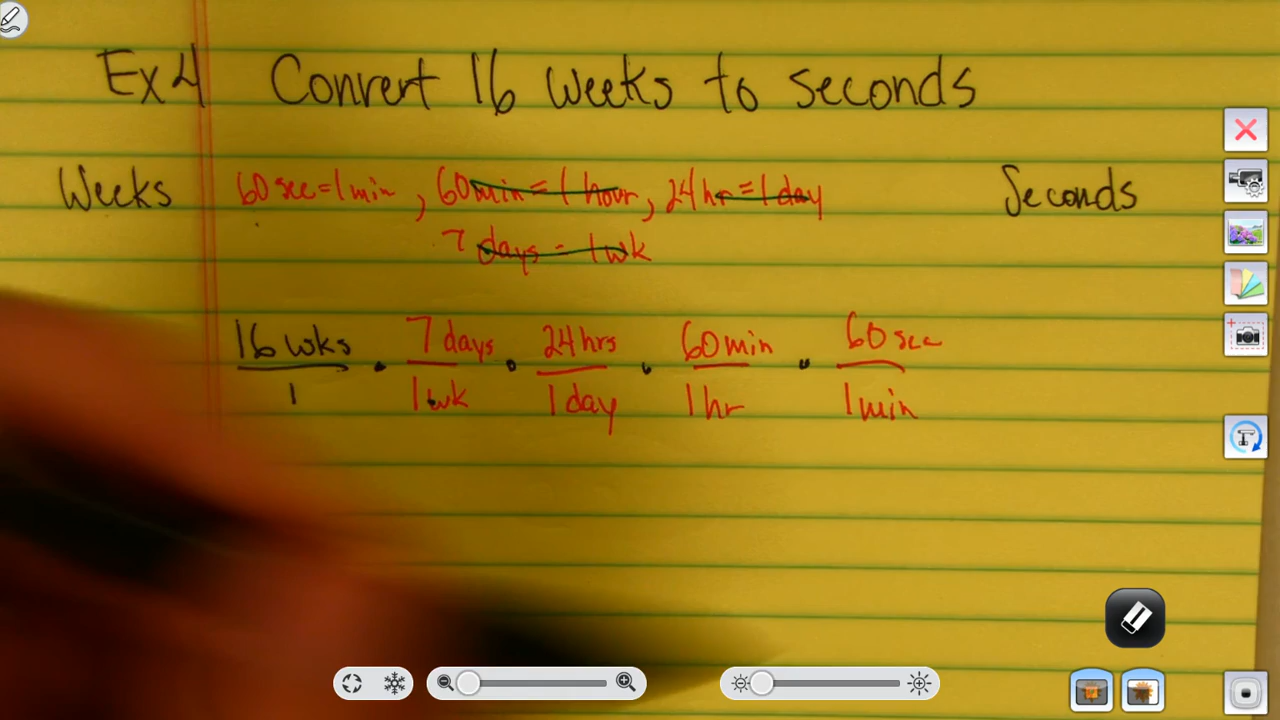 Ex 4 Convert 16 weeks to seconds
Weeks 60 sec = 1 min , 60 min = 1 hour, 24 hr = 1 day Seconds
7 days = 1 wk
16 wks 7 days 24 hrs 60 min 60 sec
1 1 wk 1 day 1 hr 1 min